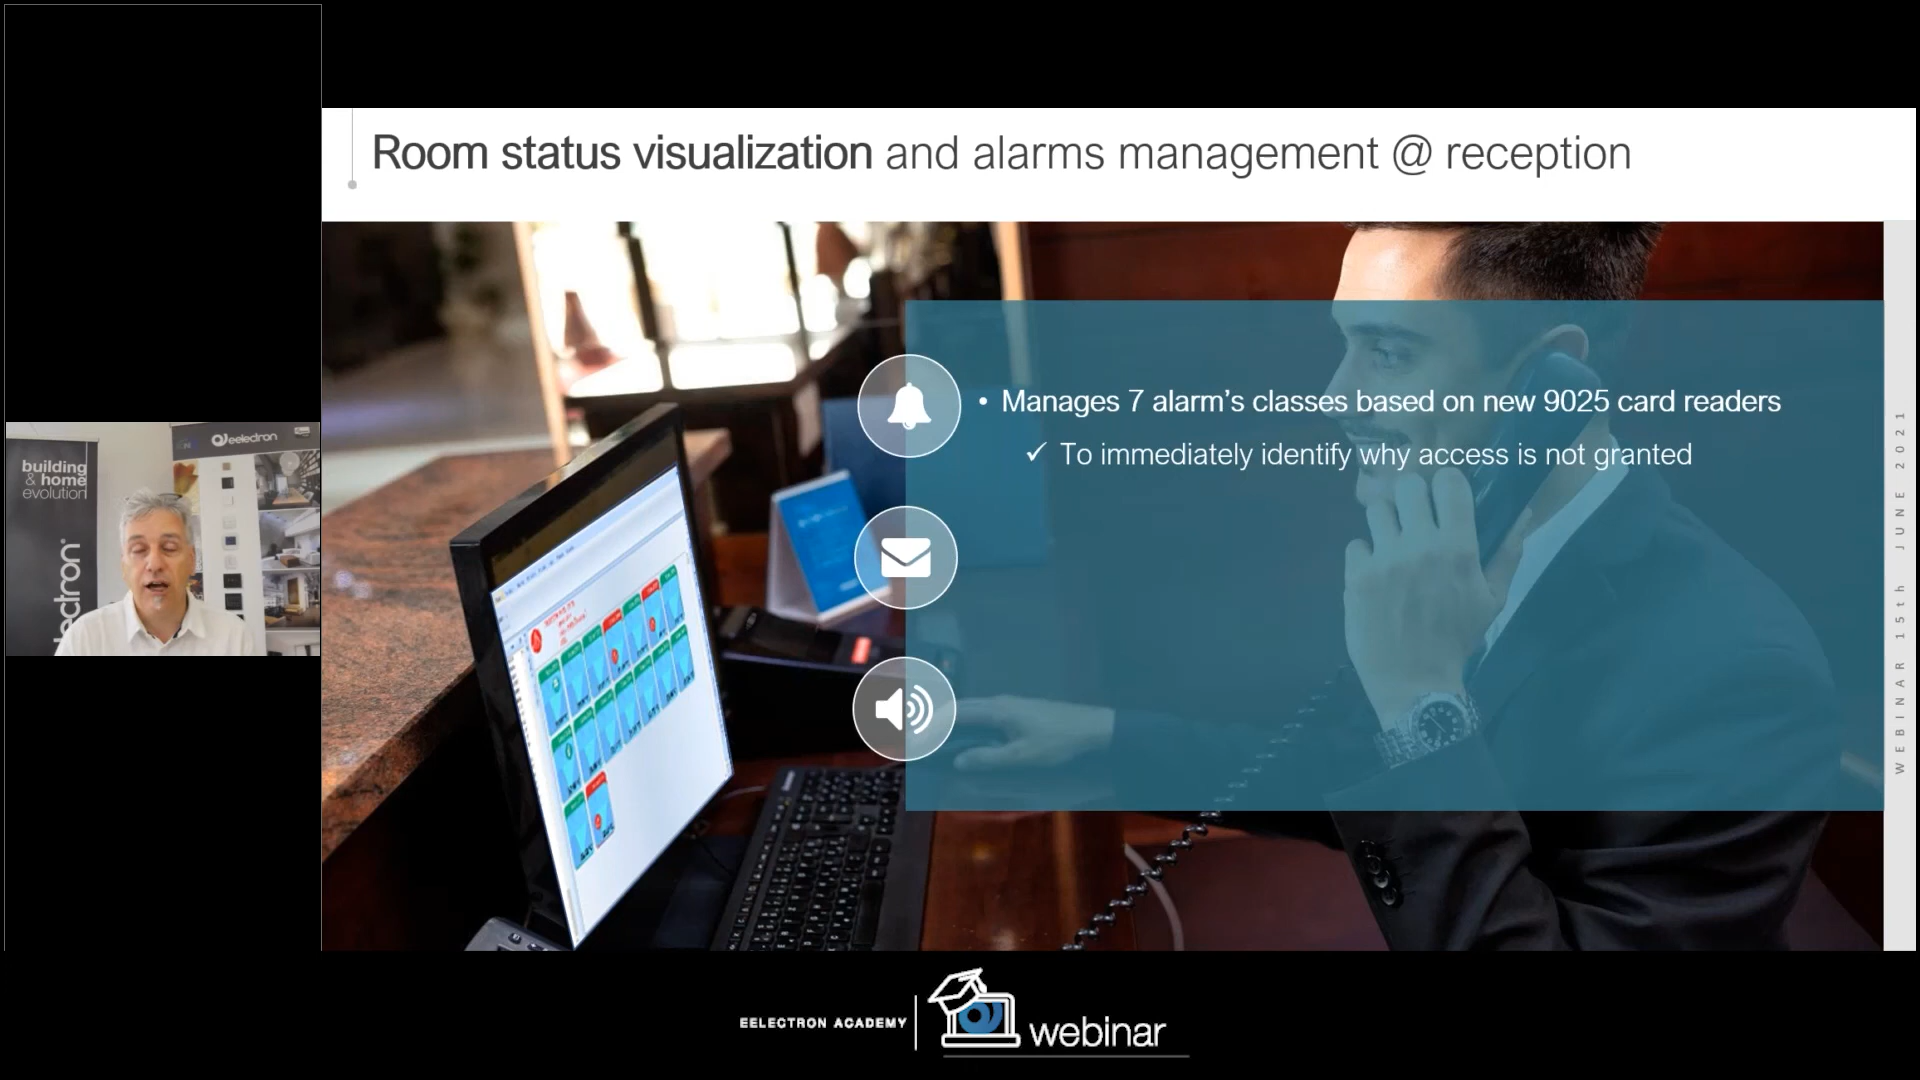 Room status visualization and alarms management @ reception
• Manages 7 alarm's classes based on new 9025 card readers
✓ To immediately identify why access is not granted
WEBINAR 15th JUNE 2021
building
& home
evolution
eelectron
ectron
EELECTRON ACADEMY
webinar